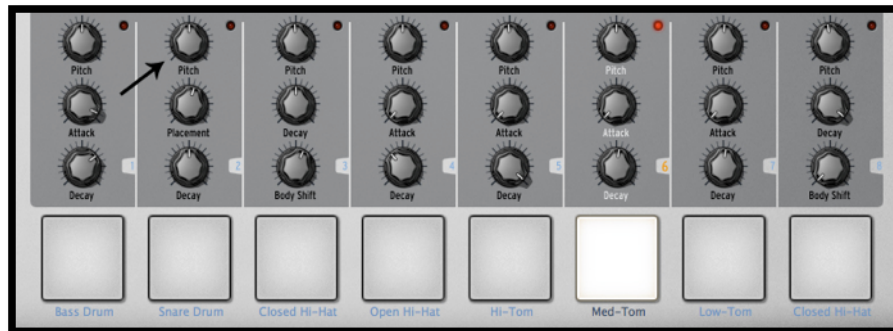 Pitch Pitch Pitch Pitch Pitch Pitch Pitch Pitch
Attack Placement Decay Attack Attack Attack Attack Decay
1 2 3 4 5 6 7 8
Decay Decay Body Shift Decay Decay Decay Decay Body Shift
Bass Drum Snare Drum Closed Hi-Hat Open Hi-Hat Hi-Tom Med-Tom Low-Tom Closed Hi-Hat